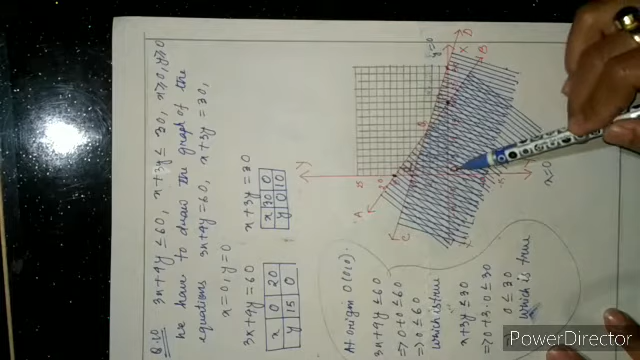 Q.10 3x+4y ≤ 60, x+3y ≤ 30, x≥0, y≥0
We have to draw the graph of the
equations 3x+4y=60, x+3y=30,
x=0, y=0
3x+4y=60
x 0 20
y 15 0
x+3y=30
x 30 0
y 0 10
At origin O(0,0).
3x+4y ≤ 60
⇒ 0+0 ≤ 60
⇒ 0 ≤ 60
which is true
x+3y ≤ 30
⇒ 0+3·0 ≤ 30
0 ≤ 30
which is true
Y
A
C
B
D
X
y=0
x=0
PowerDirector